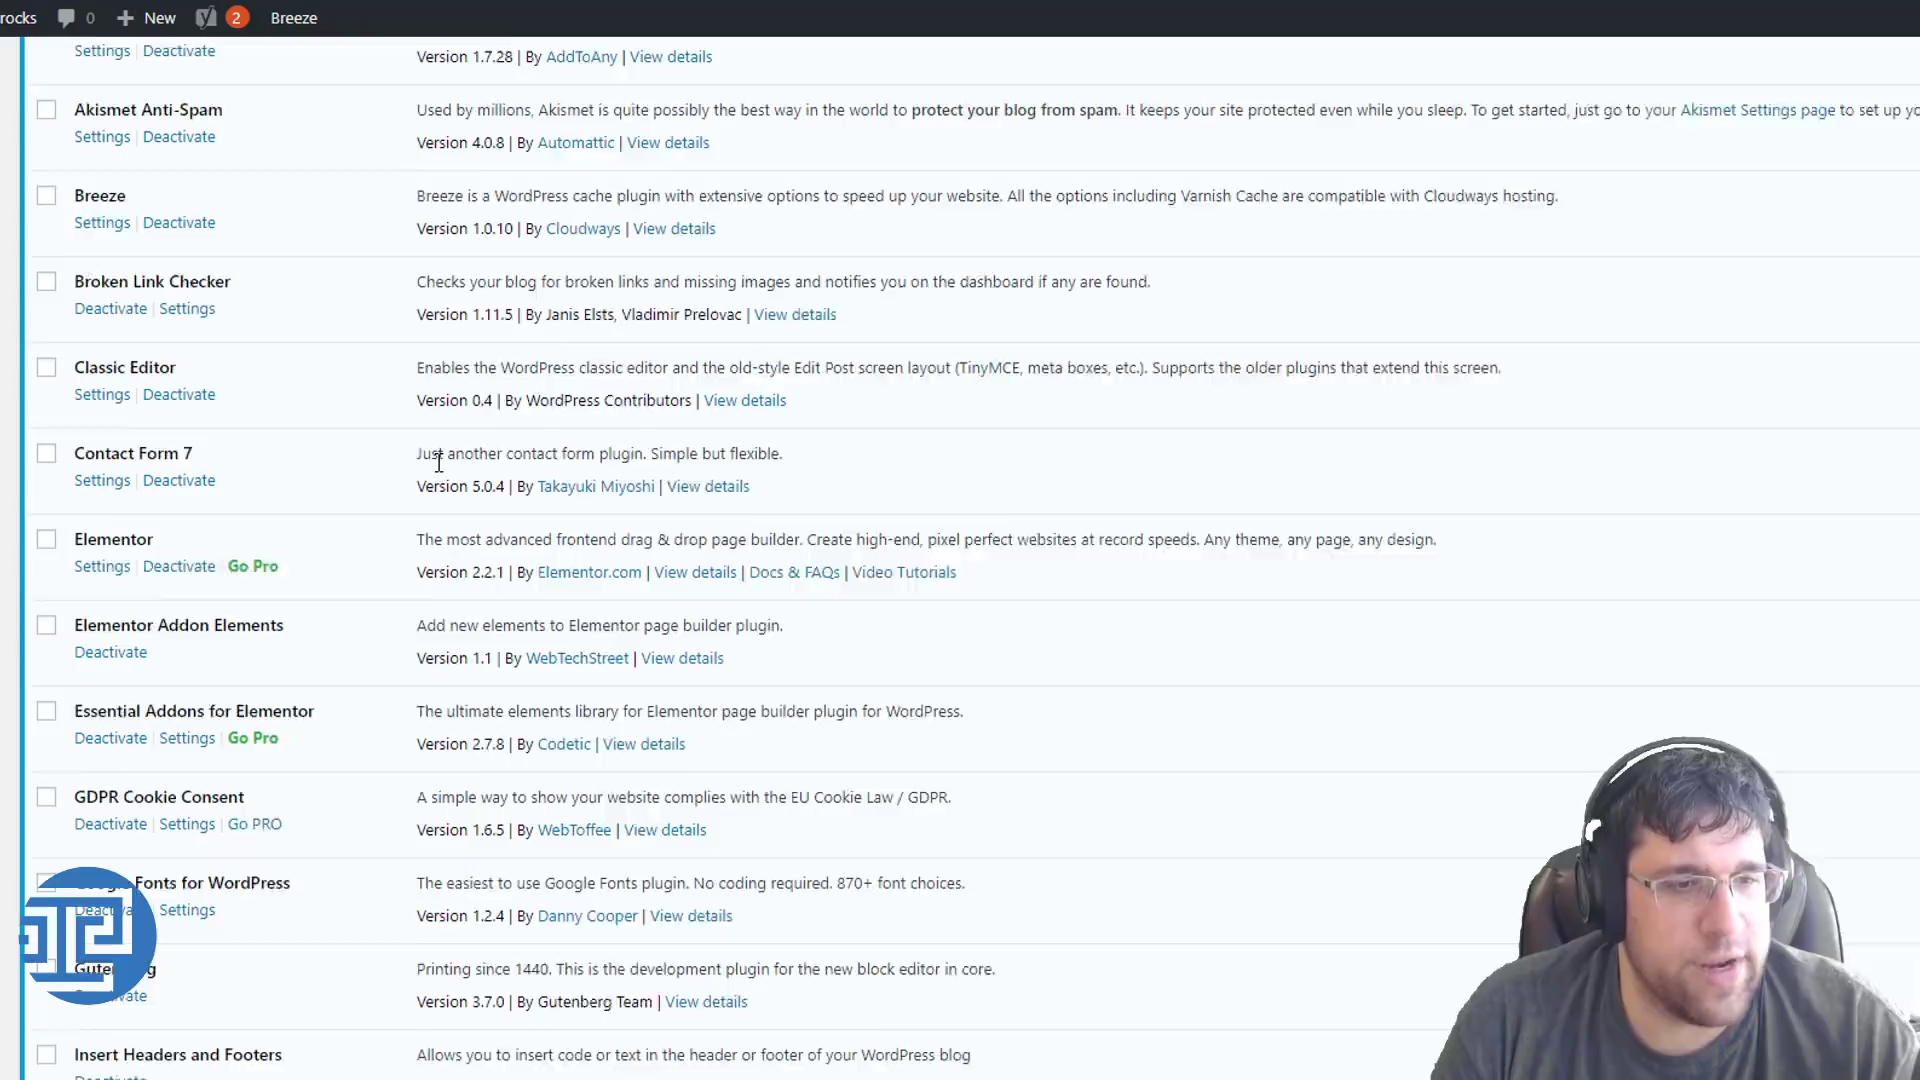 rocks 0 New 2 Breeze
Settings | Deactivate
Version 1.7.28 | By AddToAny | View details
Akismet Anti-Spam
Settings | Deactivate
Used by millions, Akismet is quite possibly the best way in the world to protect your blog from spam. It keeps your site protected even while you sleep. To get started, just go to your Akismet Settings page to set up yo
Version 4.0.8 | By Automattic | View details
Breeze
Settings | Deactivate
Breeze is a WordPress cache plugin with extensive options to speed up your website. All the options including Varnish Cache are compatible with Cloudways hosting.
Version 1.0.10 | By Cloudways | View details
Broken Link Checker
Deactivate | Settings
Checks your blog for broken links and missing images and notifies you on the dashboard if any are found.
Version 1.11.5 | By Janis Elsts, Vladimir Prelovac | View details
Classic Editor
Settings | Deactivate
Enables the WordPress classic editor and the old-style Edit Post screen layout (TinyMCE, meta boxes, etc.). Supports the older plugins that extend this screen.
Version 0.4 | By WordPress Contributors | View details
Contact Form 7
Settings | Deactivate
Just another contact form plugin. Simple but flexible.
Version 5.0.4 | By Takayuki Miyoshi | View details
Elementor
Settings | Deactivate | Go Pro
The most advanced frontend drag & drop page builder. Create high-end, pixel perfect websites at record speeds. Any theme, any page, any design.
Version 2.2.1 | By Elementor.com | View details | Docs & FAQs | Video Tutorials
Elementor Addon Elements
Deactivate
Add new elements to Elementor page builder plugin.
Version 1.1 | By WebTechStreet | View details
Essential Addons for Elementor
Deactivate | Settings | Go Pro
The ultimate elements library for Elementor page builder plugin for WordPress.
Version 2.7.8 | By Codetic | View details
GDPR Cookie Consent
Deactivate | Settings | Go PRO
A simple way to show your website complies with the EU Cookie Law / GDPR.
Version 1.6.5 | By WebToffee | View details
Fonts for WordPress
Settings
The easiest to use Google Fonts plugin. No coding required. 870+ font choices.
Version 1.2.4 | By Danny Cooper | View details
Printing since 1440. This is the development plugin for the new block editor in core.
Version 3.7.0 | By Gutenberg Team | View details
Insert Headers and Footers
Allows you to insert code or text in the header or footer of your WordPress blog